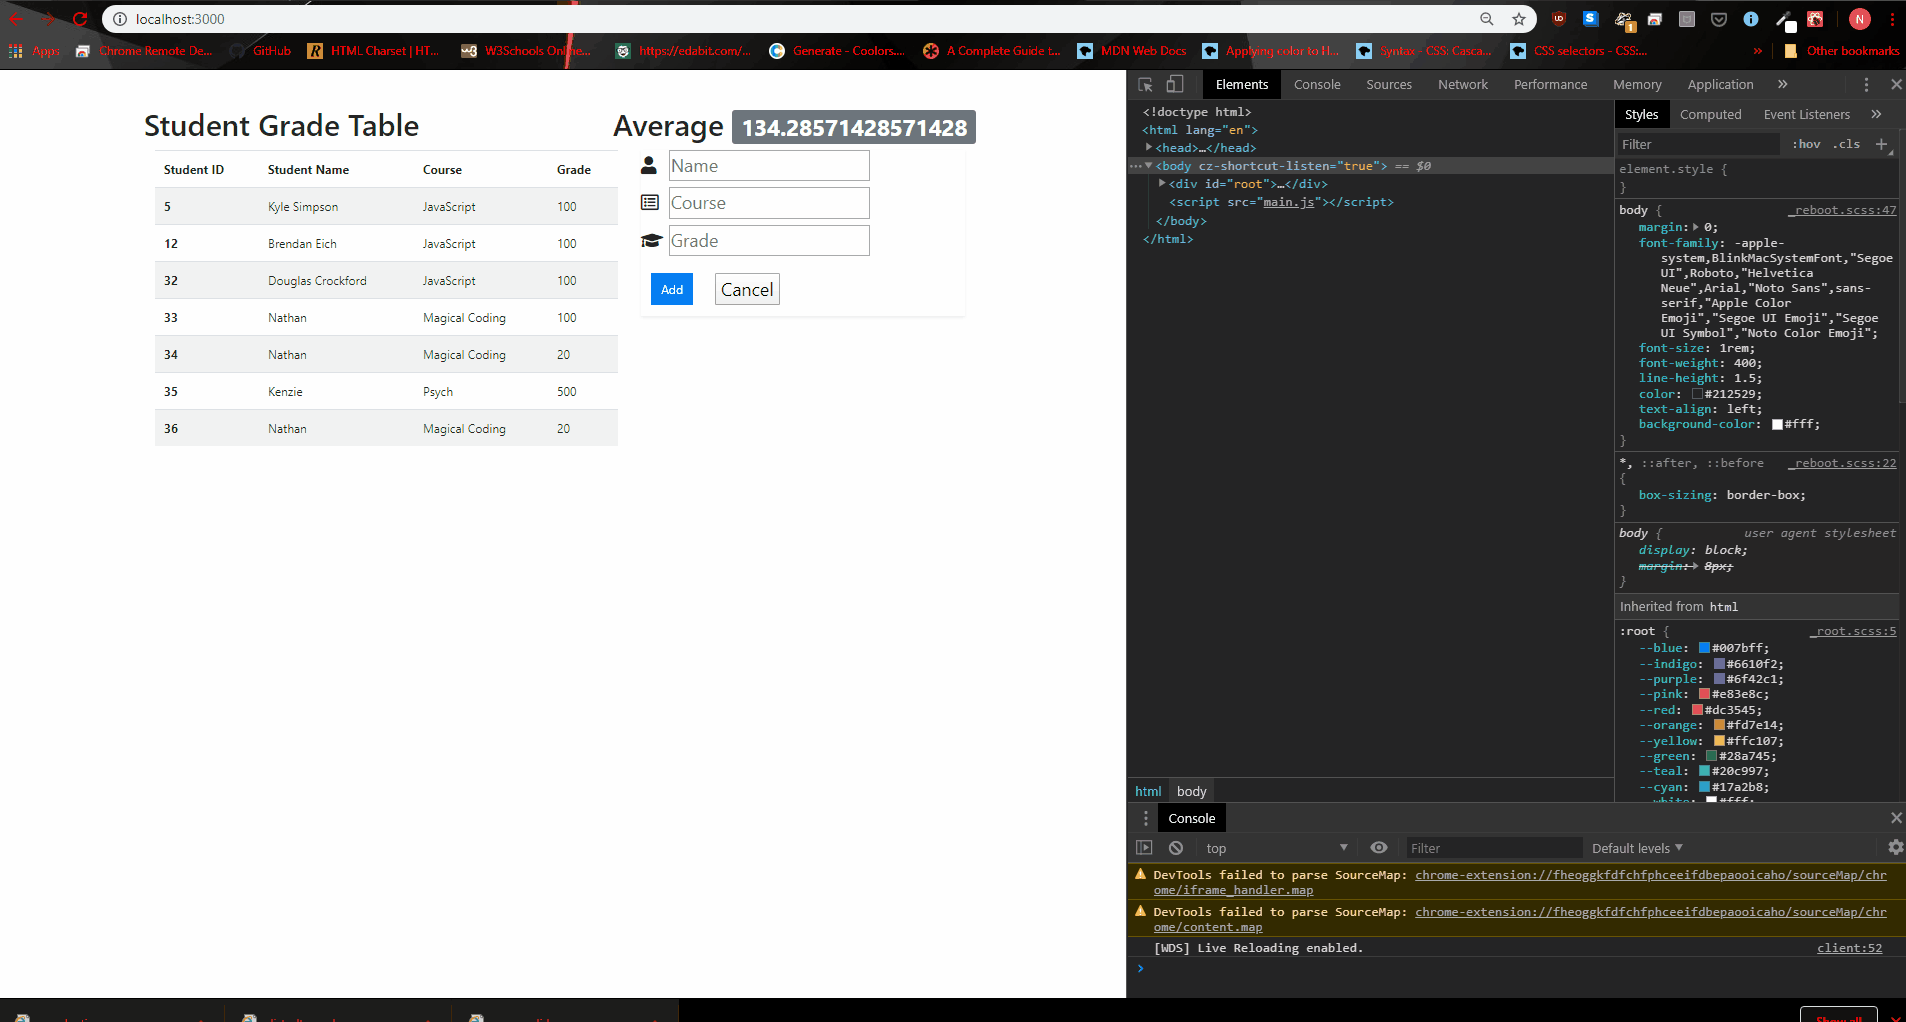 localhost:3000
Apps
Chrome Remote De...
GitHub
HTML Charset | HT...
W3Schools Online...
https://edabit.com/...
Generate - Coolors....
A Complete Guide t...
MDN Web Docs
Applying color to H...
Syntax - CSS: Casca...
CSS selectors - CSS:...
»
Other bookmarks
Student Grade Table
Average 134.28571428571428
Student ID Student Name Course Grade
5 Kyle Simpson JavaScript 100
12 Brendan Eich JavaScript 100
32 Douglas Crockford JavaScript 100
33 Nathan Magical Coding 100
34 Nathan Magical Coding 20
35 Kenzie Psych 500
36 Nathan Magical Coding 20
Name
Course
Grade
Add Cancel
Elements Console Sources Network Performance Memory Application »
<!doctype html>
<html lang="en">
<head>…</head>
<body cz-shortcut-listen="true"> == $0
<div id="root">…</div>
<script src="main.js"></script>
</body>
</html>
html body
Styles Computed Event Listeners »
Filter :hov .cls +
element.style {
}
body { _reboot.scss:47
margin: 0;
font-family: -apple-
system,BlinkMacSystemFont,"Segoe
UI",Roboto,"Helvetica
Neue",Arial,"Noto Sans",sans-
serif,"Apple Color
Emoji","Segoe UI Emoji","Segoe
UI Symbol","Noto Color Emoji";
font-size: 1rem;
font-weight: 400;
line-height: 1.5;
color: #212529;
text-align: left;
background-color: #fff;
}
*, ::after, ::before _reboot.scss:22
{
box-sizing: border-box;
}
body { user agent stylesheet
display: block;
margin: 8px;
}
Inherited from html
:root { _root.scss:5
--blue: #007bff;
--indigo: #6610f2;
--purple: #6f42c1;
--pink: #e83e8c;
--red: #dc3545;
--orange: #fd7e14;
--yellow: #ffc107;
--green: #28a745;
--teal: #20c997;
--cyan: #17a2b8;
--white: #fff;
Console
top Filter Default levels
DevTools failed to parse SourceMap: chrome-extension://fheoggkfdfchfphceeifdbepaooicaho/sourceMap/chr
ome/iframe_handler.map
DevTools failed to parse SourceMap: chrome-extension://fheoggkfdfchfphceeifdbepaooicaho/sourceMap/chr
ome/content.map
[WDS] Live Reloading enabled. client:52
Show all